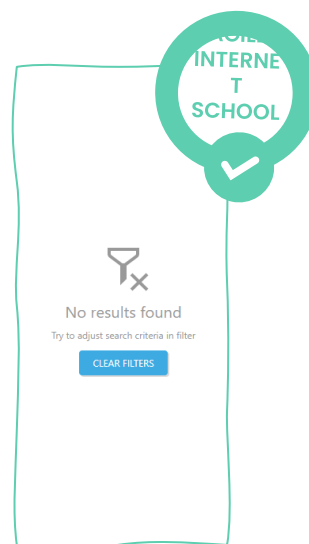 INTERNE
T
SCHOOL
No results found
Try to adjust search criteria in filter
CLEAR FILTERS